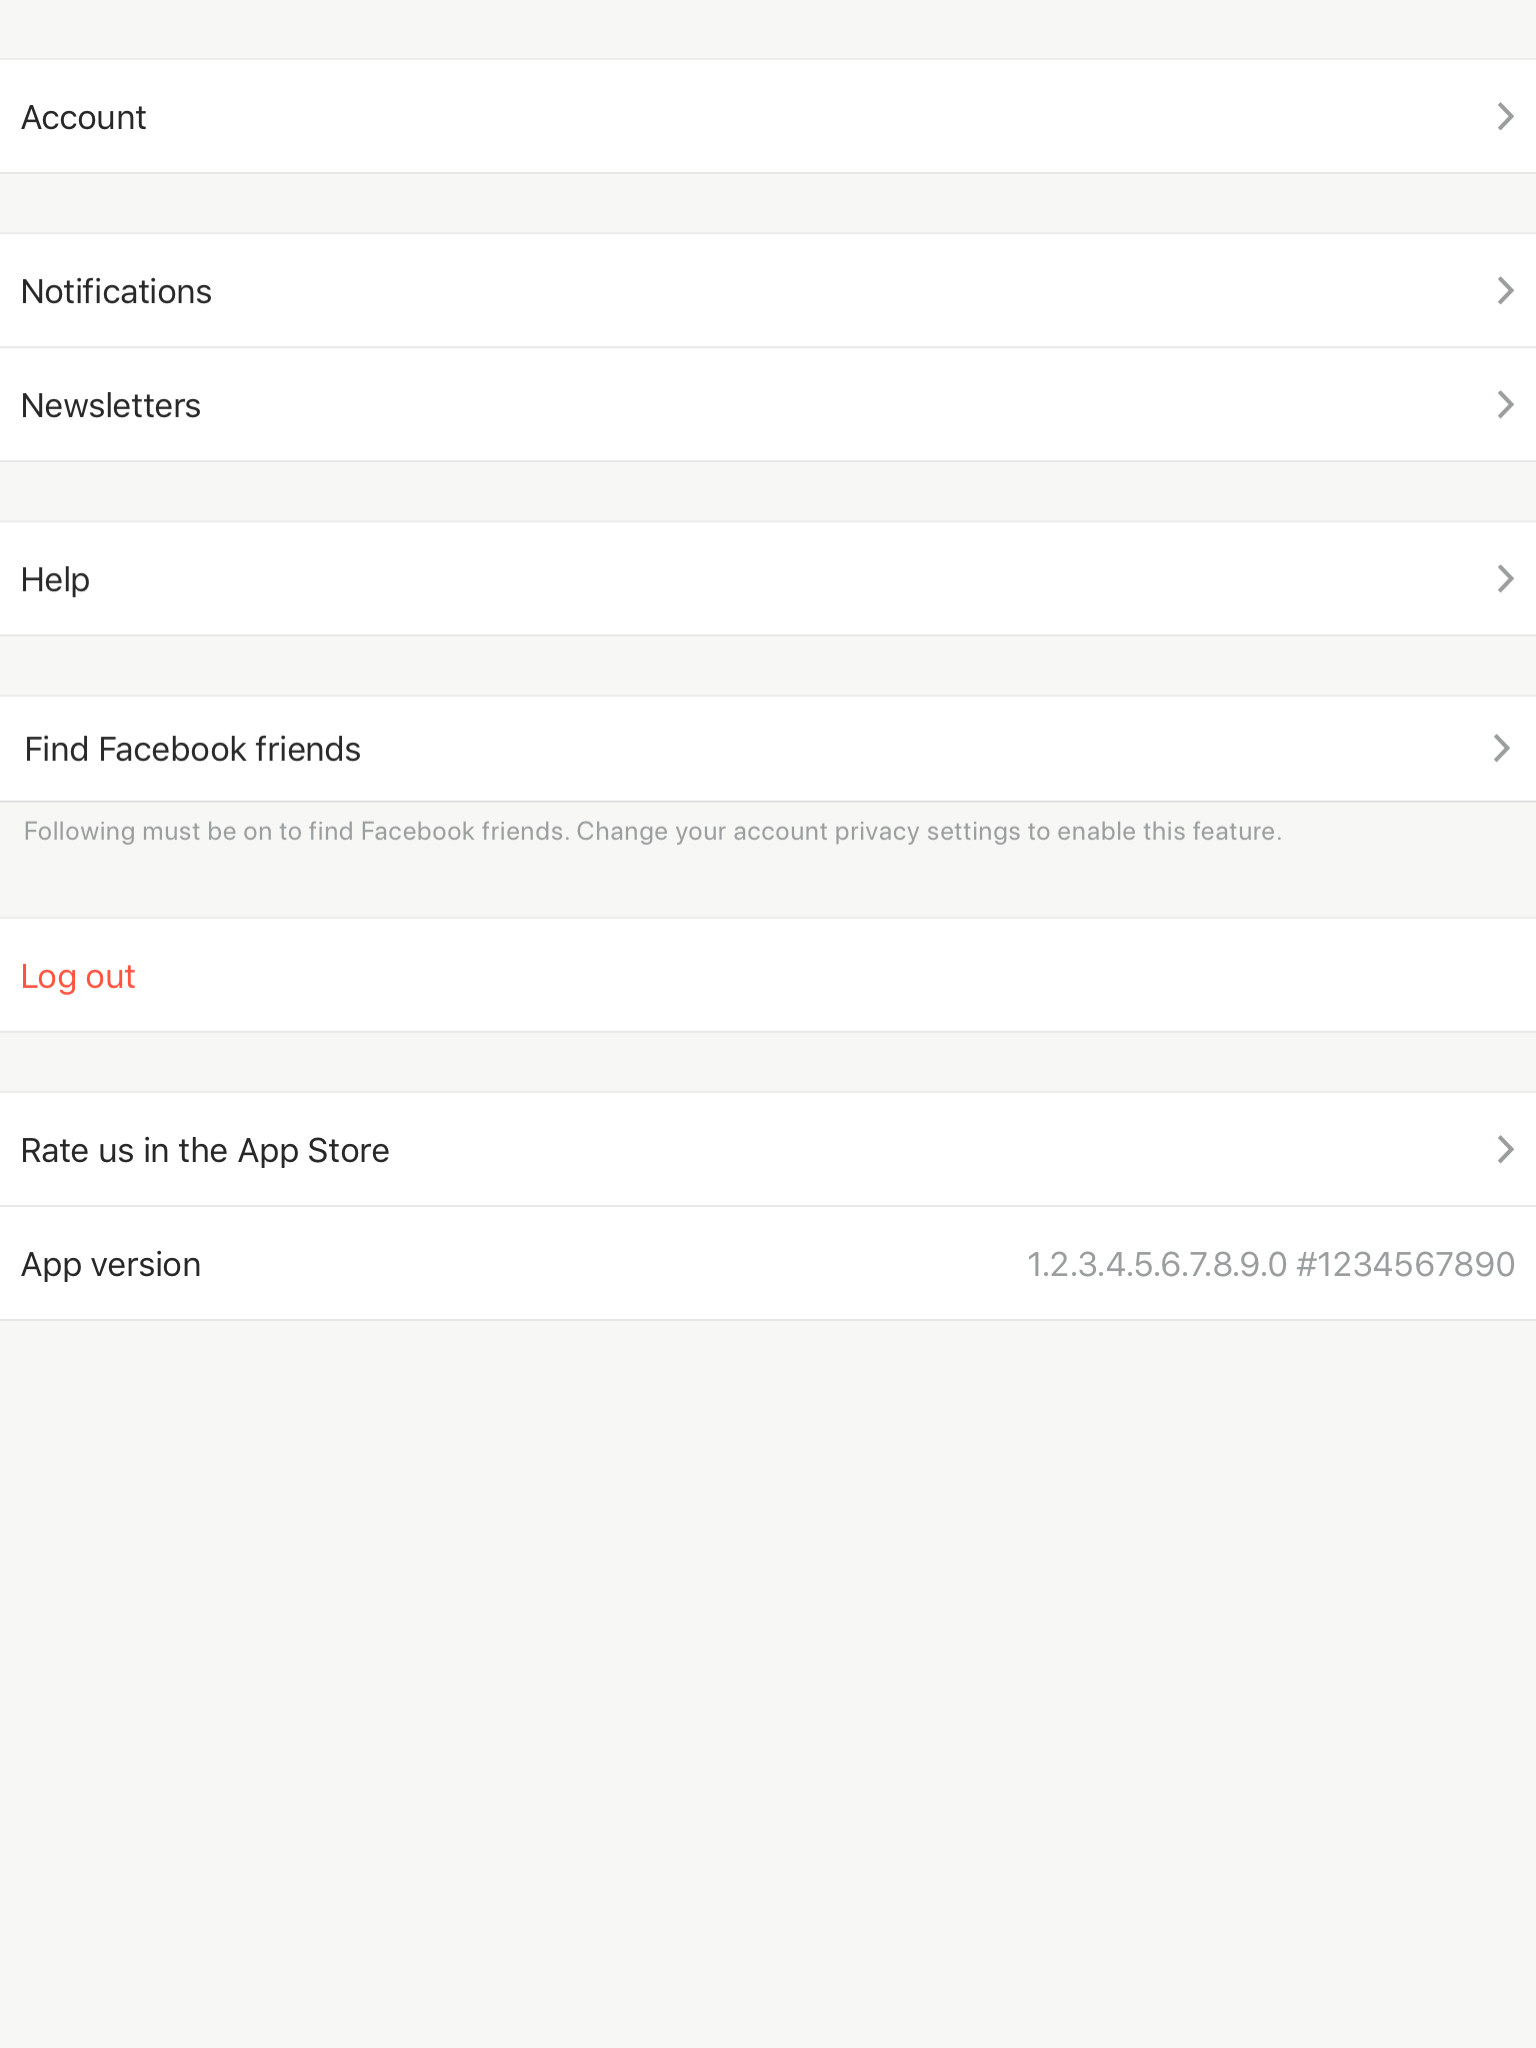 Account
Notifications
Newsletters
Help
Find Facebook friends
Following must be on to find Facebook friends. Change your account privacy settings to enable this feature.
Log out
Rate us in the App Store
App version 1.2.3.4.5.6.7.8.9.0 #1234567890